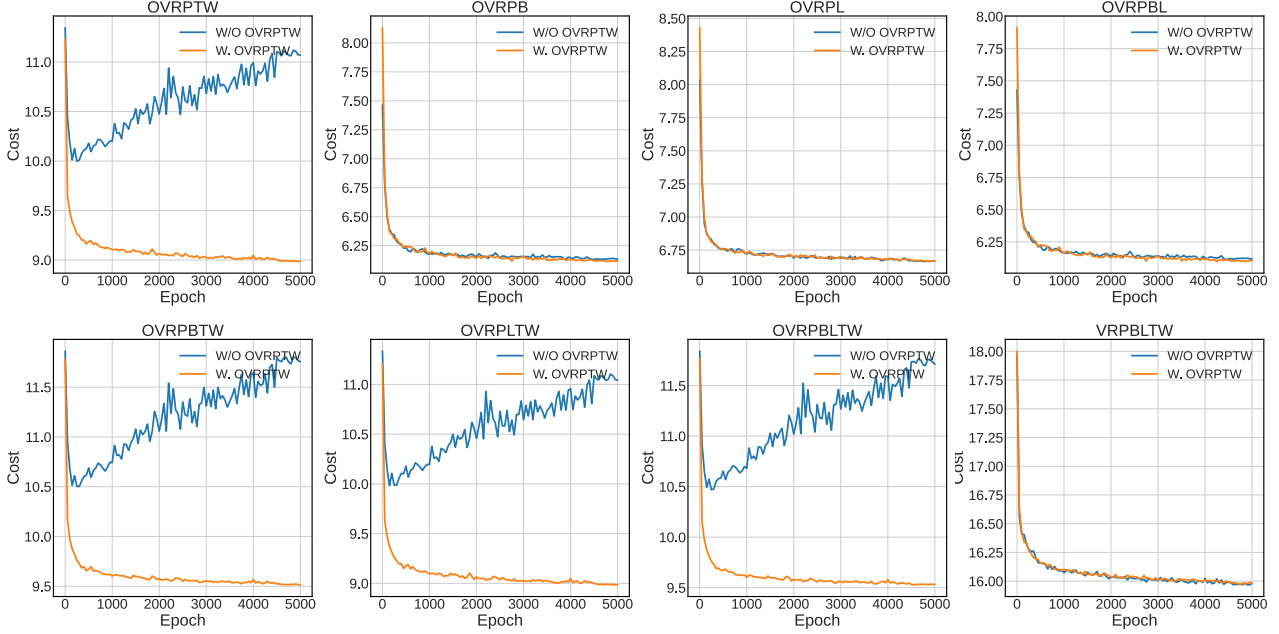 OVRPTW
W/O OVRPTW
W. OVRPTW
Cost
11.0
10.5
10.0
9.5
9.0
0 1000 2000 3000 4000 5000
Epoch
OVRPB
W/O OVRPTW
W. OVRPTW
Cost
8.00
7.75
7.50
7.25
7.00
6.75
6.50
6.25
0 1000 2000 3000 4000 5000
Epoch
OVRPL
W/O OVRPTW
W. OVRPTW
Cost
8.50
8.25
8.00
7.75
7.50
7.25
7.00
6.75
0 1000 2000 3000 4000 5000
Epoch
OVRPBL
W/O OVRPTW
W. OVRPTW
Cost
8.00
7.75
7.50
7.25
7.00
6.75
6.50
6.25
0 1000 2000 3000 4000 5000
Epoch
OVRPBTW
W/O OVRPTW
W. OVRPTW
Cost
11.5
11.0
10.5
10.0
9.5
0 1000 2000 3000 4000 5000
Epoch
OVRPLTW
W/O OVRPTW
W. OVRPTW
Cost
11.0
10.5
10.0
9.5
9.0
0 1000 2000 3000 4000 5000
Epoch
OVRPBLTW
W/O OVRPTW
W. OVRPTW
Cost
11.5
11.0
10.5
10.0
9.5
0 1000 2000 3000 4000 5000
Epoch
VRPBLTW
W/O OVRPTW
W. OVRPTW
Cost
18.00
17.75
17.50
17.25
17.00
16.75
16.50
16.25
16.00
0 1000 2000 3000 4000 5000
Epoch